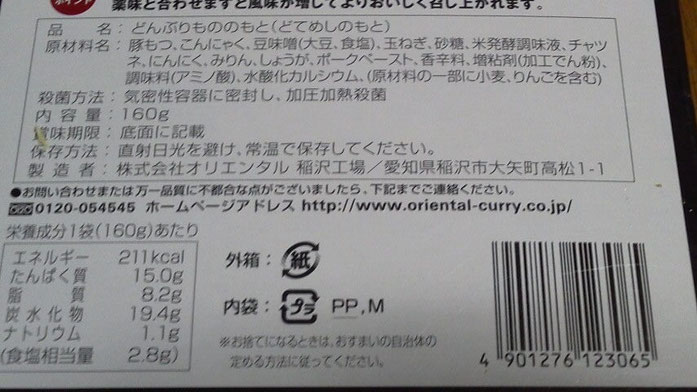 薬味と合わせますと風味が増してよりおいしく召し上がれます。
品　名：どんぶりもののもと(どてめしのもと)
原材料名：豚もつ、こんにゃく、豆味噌(大豆、食塩)、玉ねぎ、砂糖、米発酵調味液、チャツ
ネ、にんにく、みりん、しょうが、ポークペースト、香辛料、増粘剤(加工でん粉)、
調味料(アミノ酸)、水酸化カルシウム、(原材料の一部に小麦、りんごを含む)
殺菌方法：気密性容器に密封し、加圧加熱殺菌
内容量：160g
賞味期限：底面に記載
保存方法：直射日光を避け、常温で保存してください。
製造者：株式会社オリエンタル 稲沢工場／愛知県稲沢市大矢町高松1-1
●お問い合わせまたは万一品質に不都合な点がございましたら、下記までご連絡ください。
0120-054545 ホームページアドレス http://www.oriental-curry.co.jp/
栄養成分1袋(160g)あたり
エネルギー 211kcal
たんぱく質 15.0g
脂質 8.2g
炭水化物 19.4g
ナトリウム 1.1g
(食塩相当量 2.8g)
外箱：紙
内袋：プラ PP,M
※お捨てになるときは、お住まいの自治体の
定める方法に従ってください。
4 901276 123065